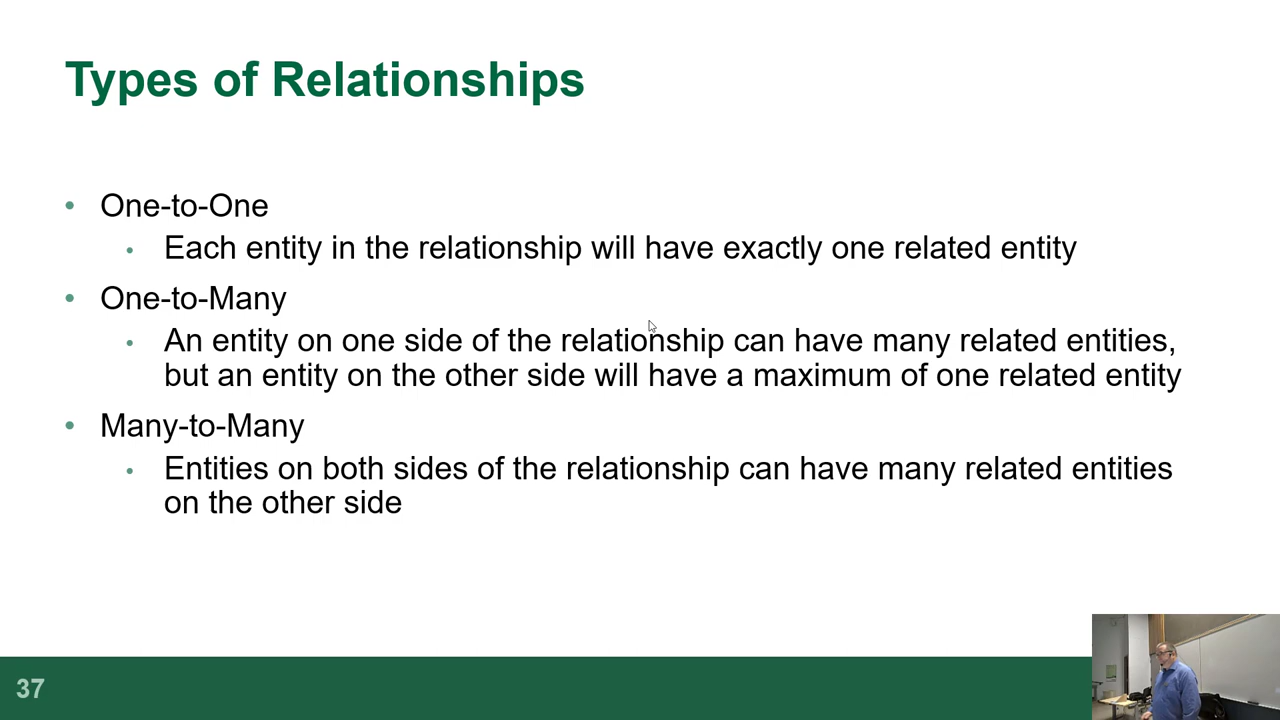 Types of Relationships
• One-to-One
• Each entity in the relationship will have exactly one related entity
• One-to-Many
• An entity on one side of the relationship can have many related entities,
but an entity on the other side will have a maximum of one related entity
• Many-to-Many
• Entities on both sides of the relationship can have many related entities
on the other side
37